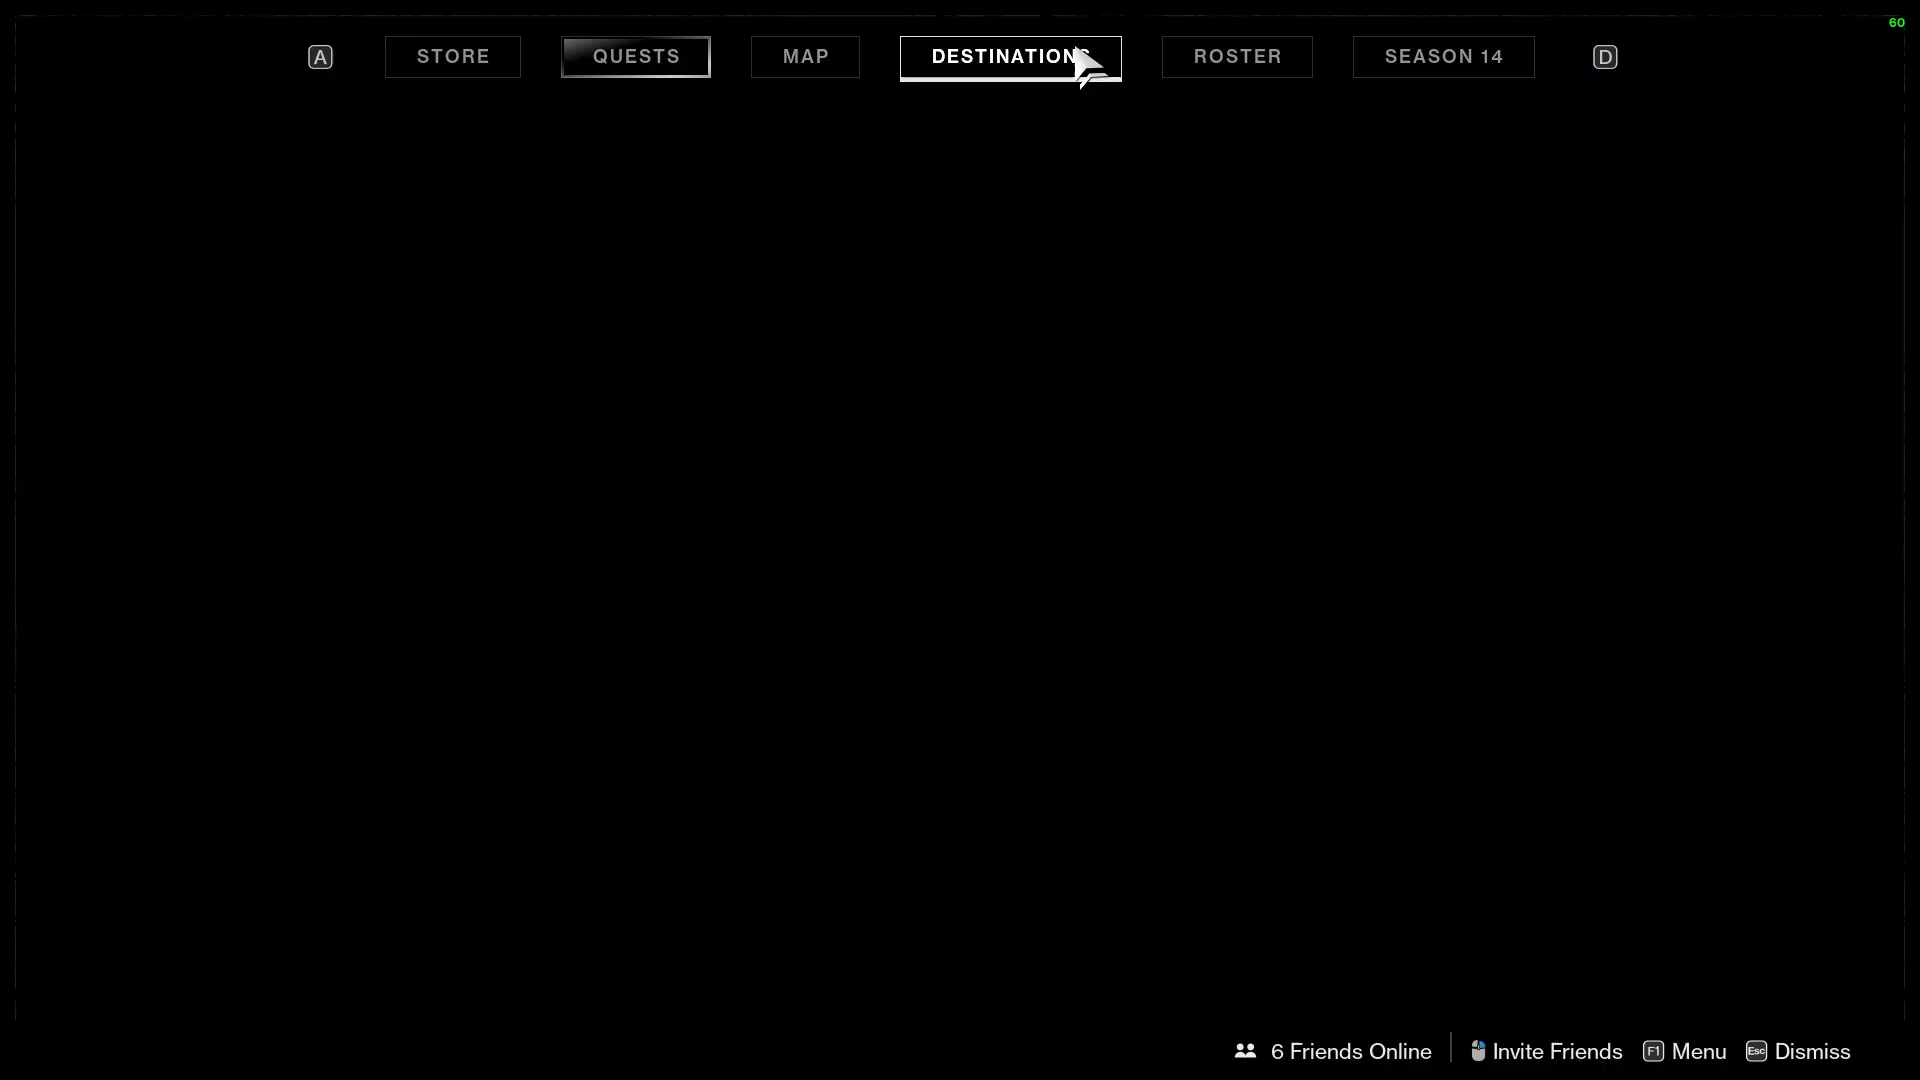 60
A STORE QUESTS MAP DESTINATIONS ROSTER SEASON 14 D
6 Friends Online Invite Friends F1 Menu Esc Dismiss